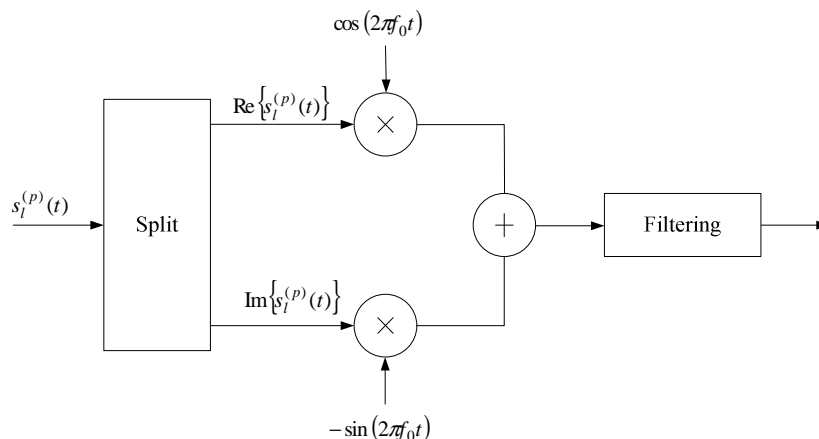 cos(2πf₀t)
Re{s_l^(p)(t)}
×
s_l^(p)(t)
Split
+
Filtering
Im{s_l^(p)(t)}
×
−sin(2πf₀t)